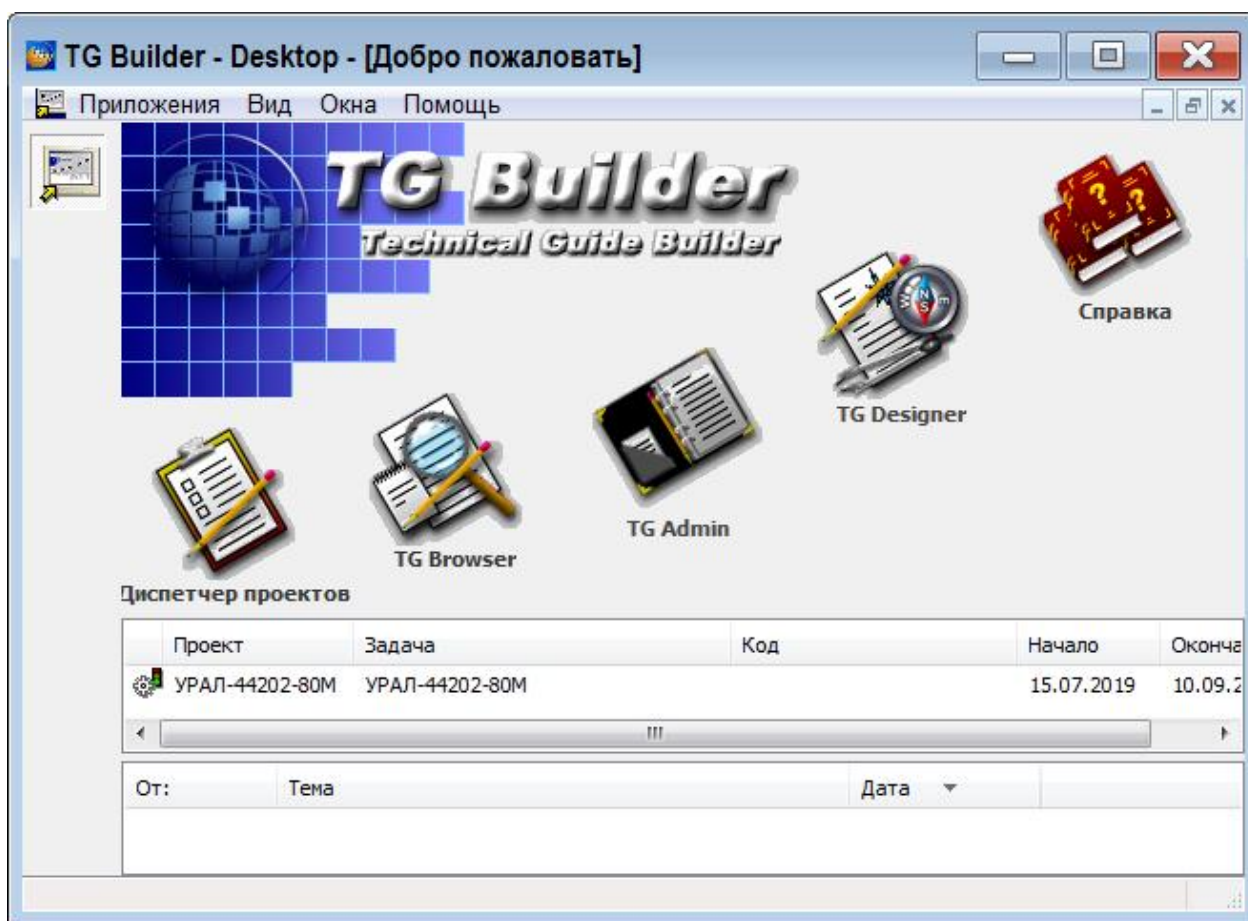 TG Builder - Desktop - [Добро пожаловать]
Приложения Вид Окна Помощь
TG Builder
Technical Guide Builder
Справка
TG Designer
TG Admin
TG Browser
Диспетчер проектов
Проект Задача Код Начало Оконча
УРАЛ-44202-80М УРАЛ-44202-80М 15.07.2019 10.09.2
От: Тема Дата